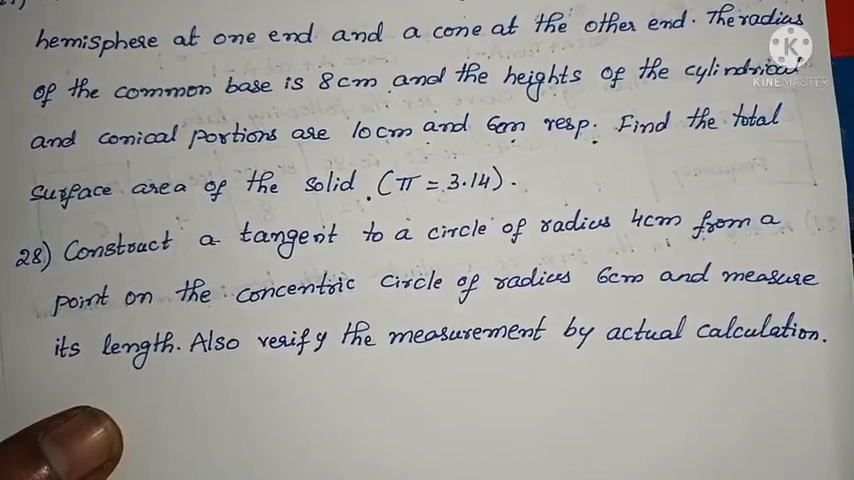 hemisphere at one end and a cone at the other end. The radius
of the common base is 8cm and the heights of the cylindrical
and conical portions are 10cm and 6cm resp. Find the total
surface area of the solid. (π = 3.14).
28) Construct a tangent to a circle of radius 4cm from a
point on the concentric circle of radius 6cm and measure
its length. Also verify the measurement by actual calculation.
K
KINEMASTER